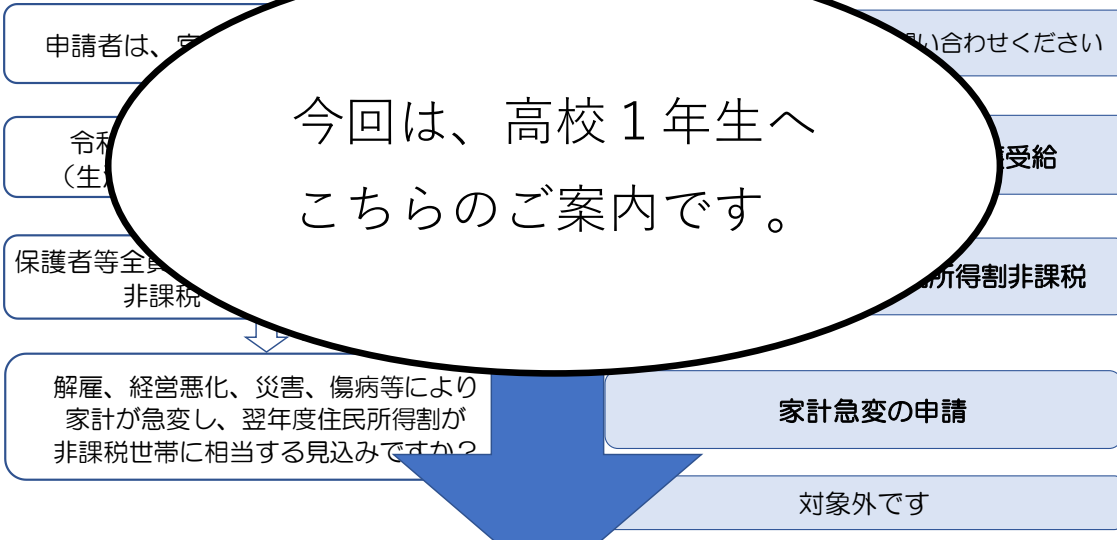 申請者は、
い合わせください
今回は、高校１年生へ
こちらのご案内です。
令和
（生
受給
保護者等全員
非課税
所得割非課税
解雇、経営悪化、災害、傷病等により
家計が急変し、翌年度住民所得割が
非課税世帯に相当する見込みですか？
家計急変の申請
対象外です